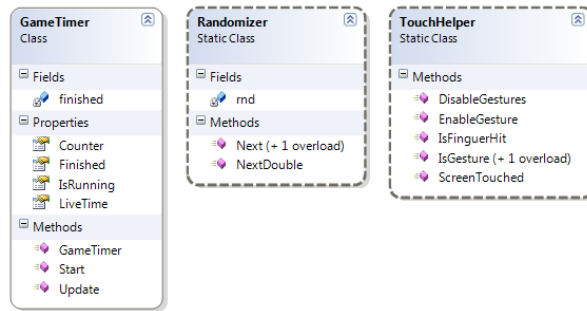 GameTimer
Class
Fields
finished
Properties
Counter
Finished
IsRunning
LiveTime
Methods
GameTimer
Start
Update
Randomizer
Static Class
Fields
rnd
Methods
Next (+ 1 overload)
NextDouble
TouchHelper
Static Class
Methods
DisableGestures
EnableGesture
IsFinguerHit
IsGesture (+ 1 overload)
ScreenTouched